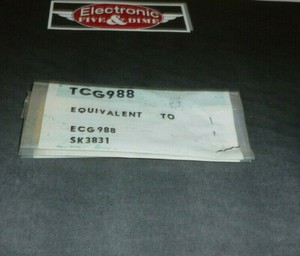 Electronic
FIVE & DIME
TCG988
EQUIVALENT TO
ECG988
SK3831